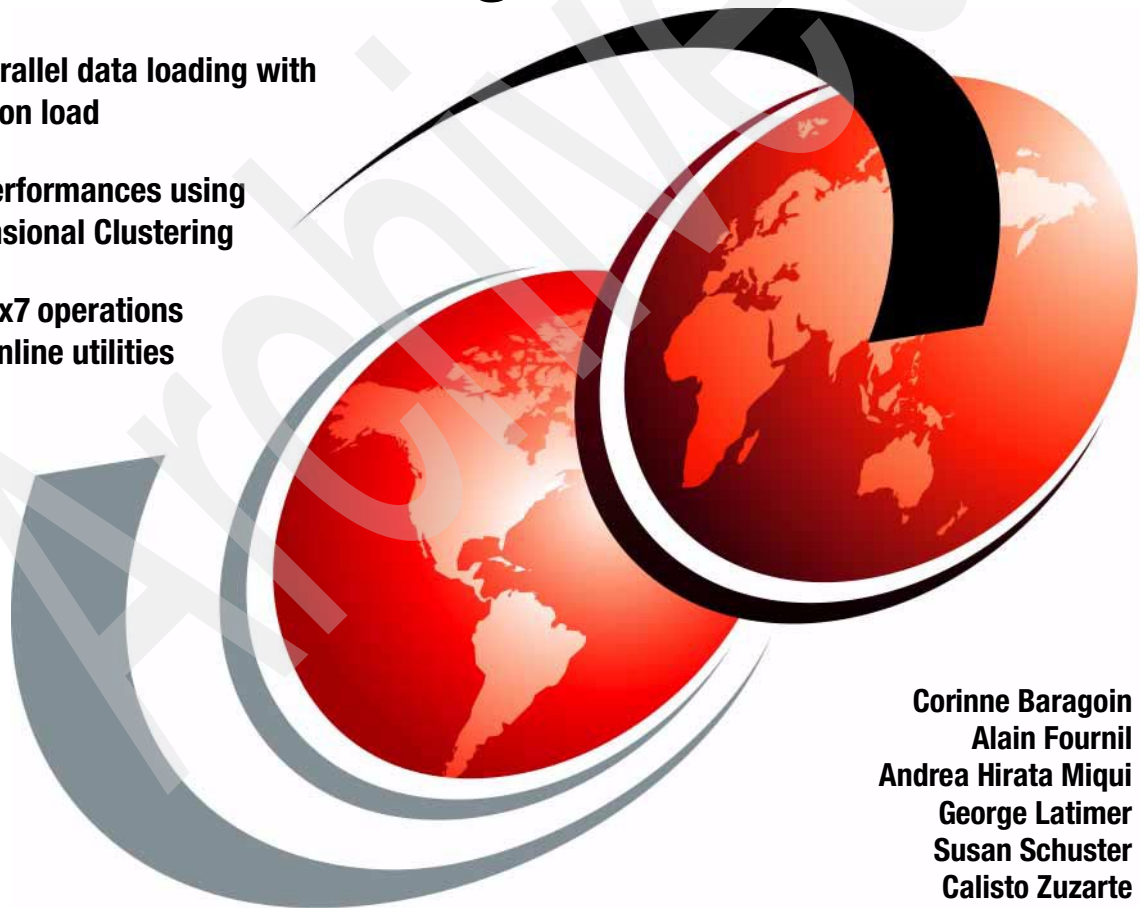 rallel data loading with
on load
erformances using
nsional Clustering
x7 operations
nline utilities
Corinne Baragoin
Alain Fournil
Andrea Hirata Miqui
George Latimer
Susan Schuster
Calisto Zuzarte